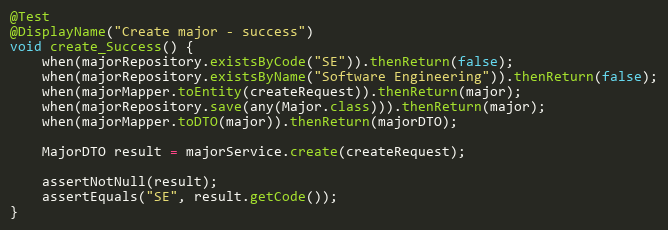 @Test
@DisplayName("Create major - success")
void create_Success() {
    when(majorRepository.existsByCode("SE")).thenReturn(false);
    when(majorRepository.existsByName("Software Engineering")).thenReturn(false);
    when(majorMapper.toEntity(createRequest)).thenReturn(major);
    when(majorRepository.save(any(Major.class))).thenReturn(major);
    when(majorMapper.toDTO(major)).thenReturn(majorDTO);

    MajorDTO result = majorService.create(createRequest);

    assertNotNull(result);
    assertEquals("SE", result.getCode());
}